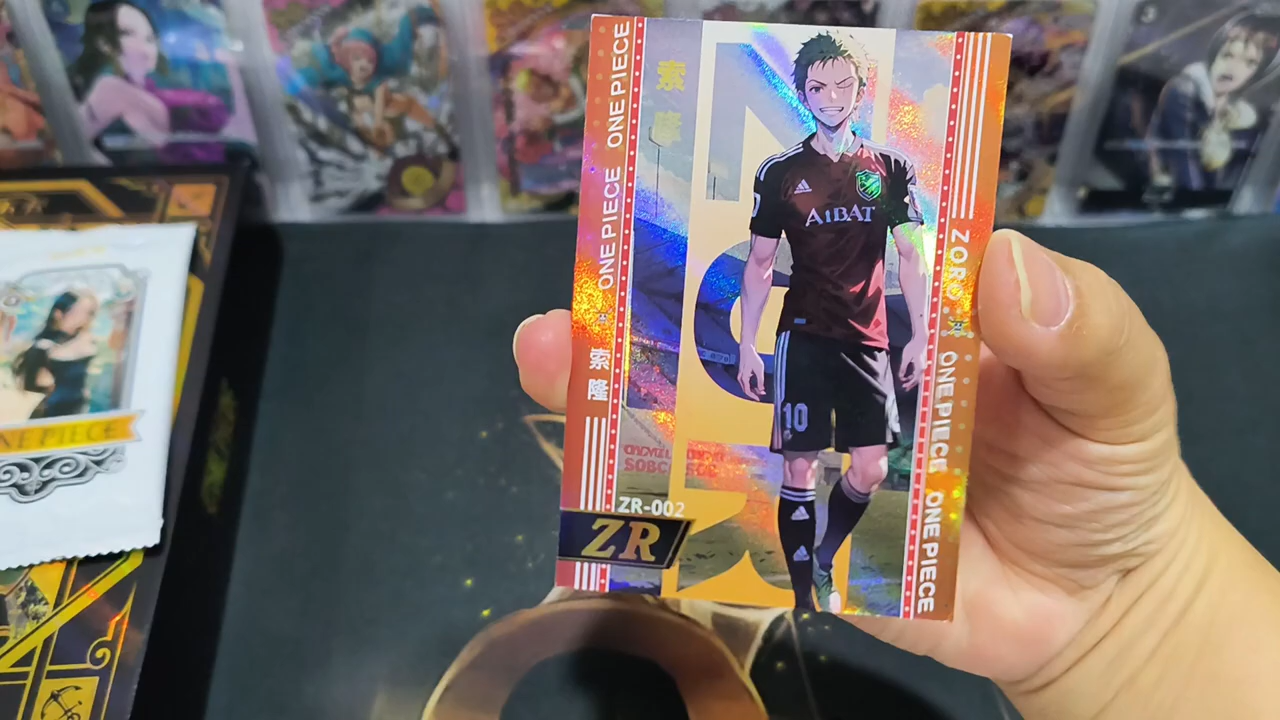 ONE PIECE
ONE PIECE
索隆
索隆
AIBAT
10
ZR-002
ZR
ZORO
ONE PIECE
ONE PIECE
NE PIECE